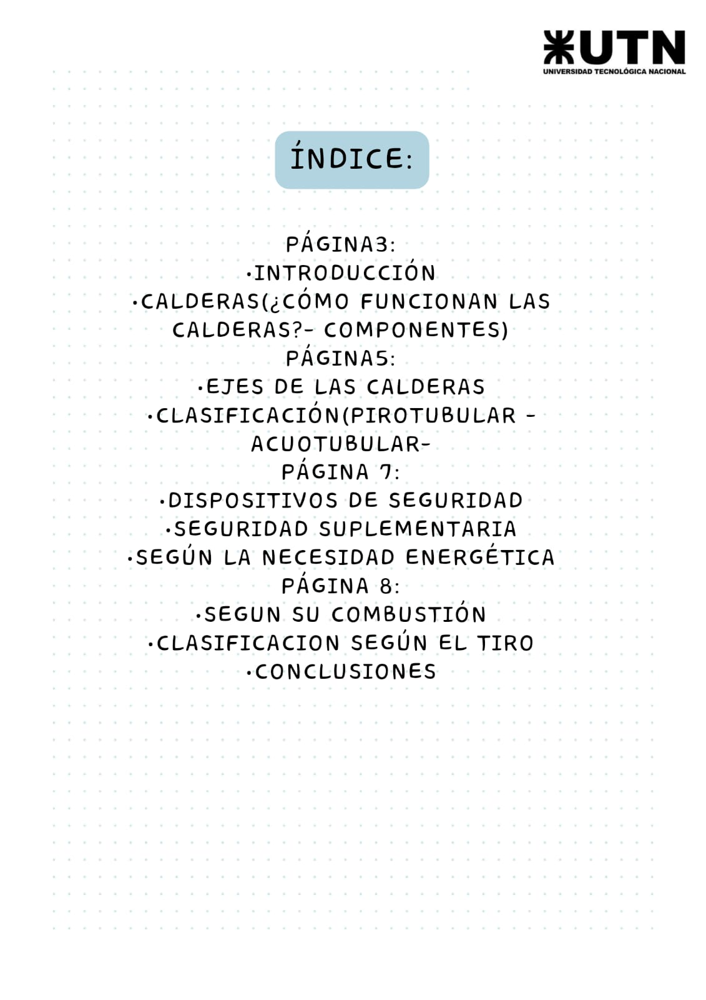 UTN
UNIVERSIDAD TECNOLÓGICA NACIONAL
ÍNDICE:
PÁGINA3:
·INTRODUCCIÓN
·CALDERAS(¿CÓMO FUNCIONAN LAS
CALDERAS?- COMPONENTES)
PÁGINA5:
·EJES DE LAS CALDERAS
·CLASIFICACIÓN(PIROTUBULAR -
ACUOTUBULAR-
PÁGINA 7:
·DISPOSITIVOS DE SEGURIDAD
·SEGURIDAD SUPLEMENTARIA
·SEGÚN LA NECESIDAD ENERGÉTICA
PÁGINA 8:
·SEGUN SU COMBUSTIÓN
·CLASIFICACION SEGÚN EL TIRO
·CONCLUSIONES